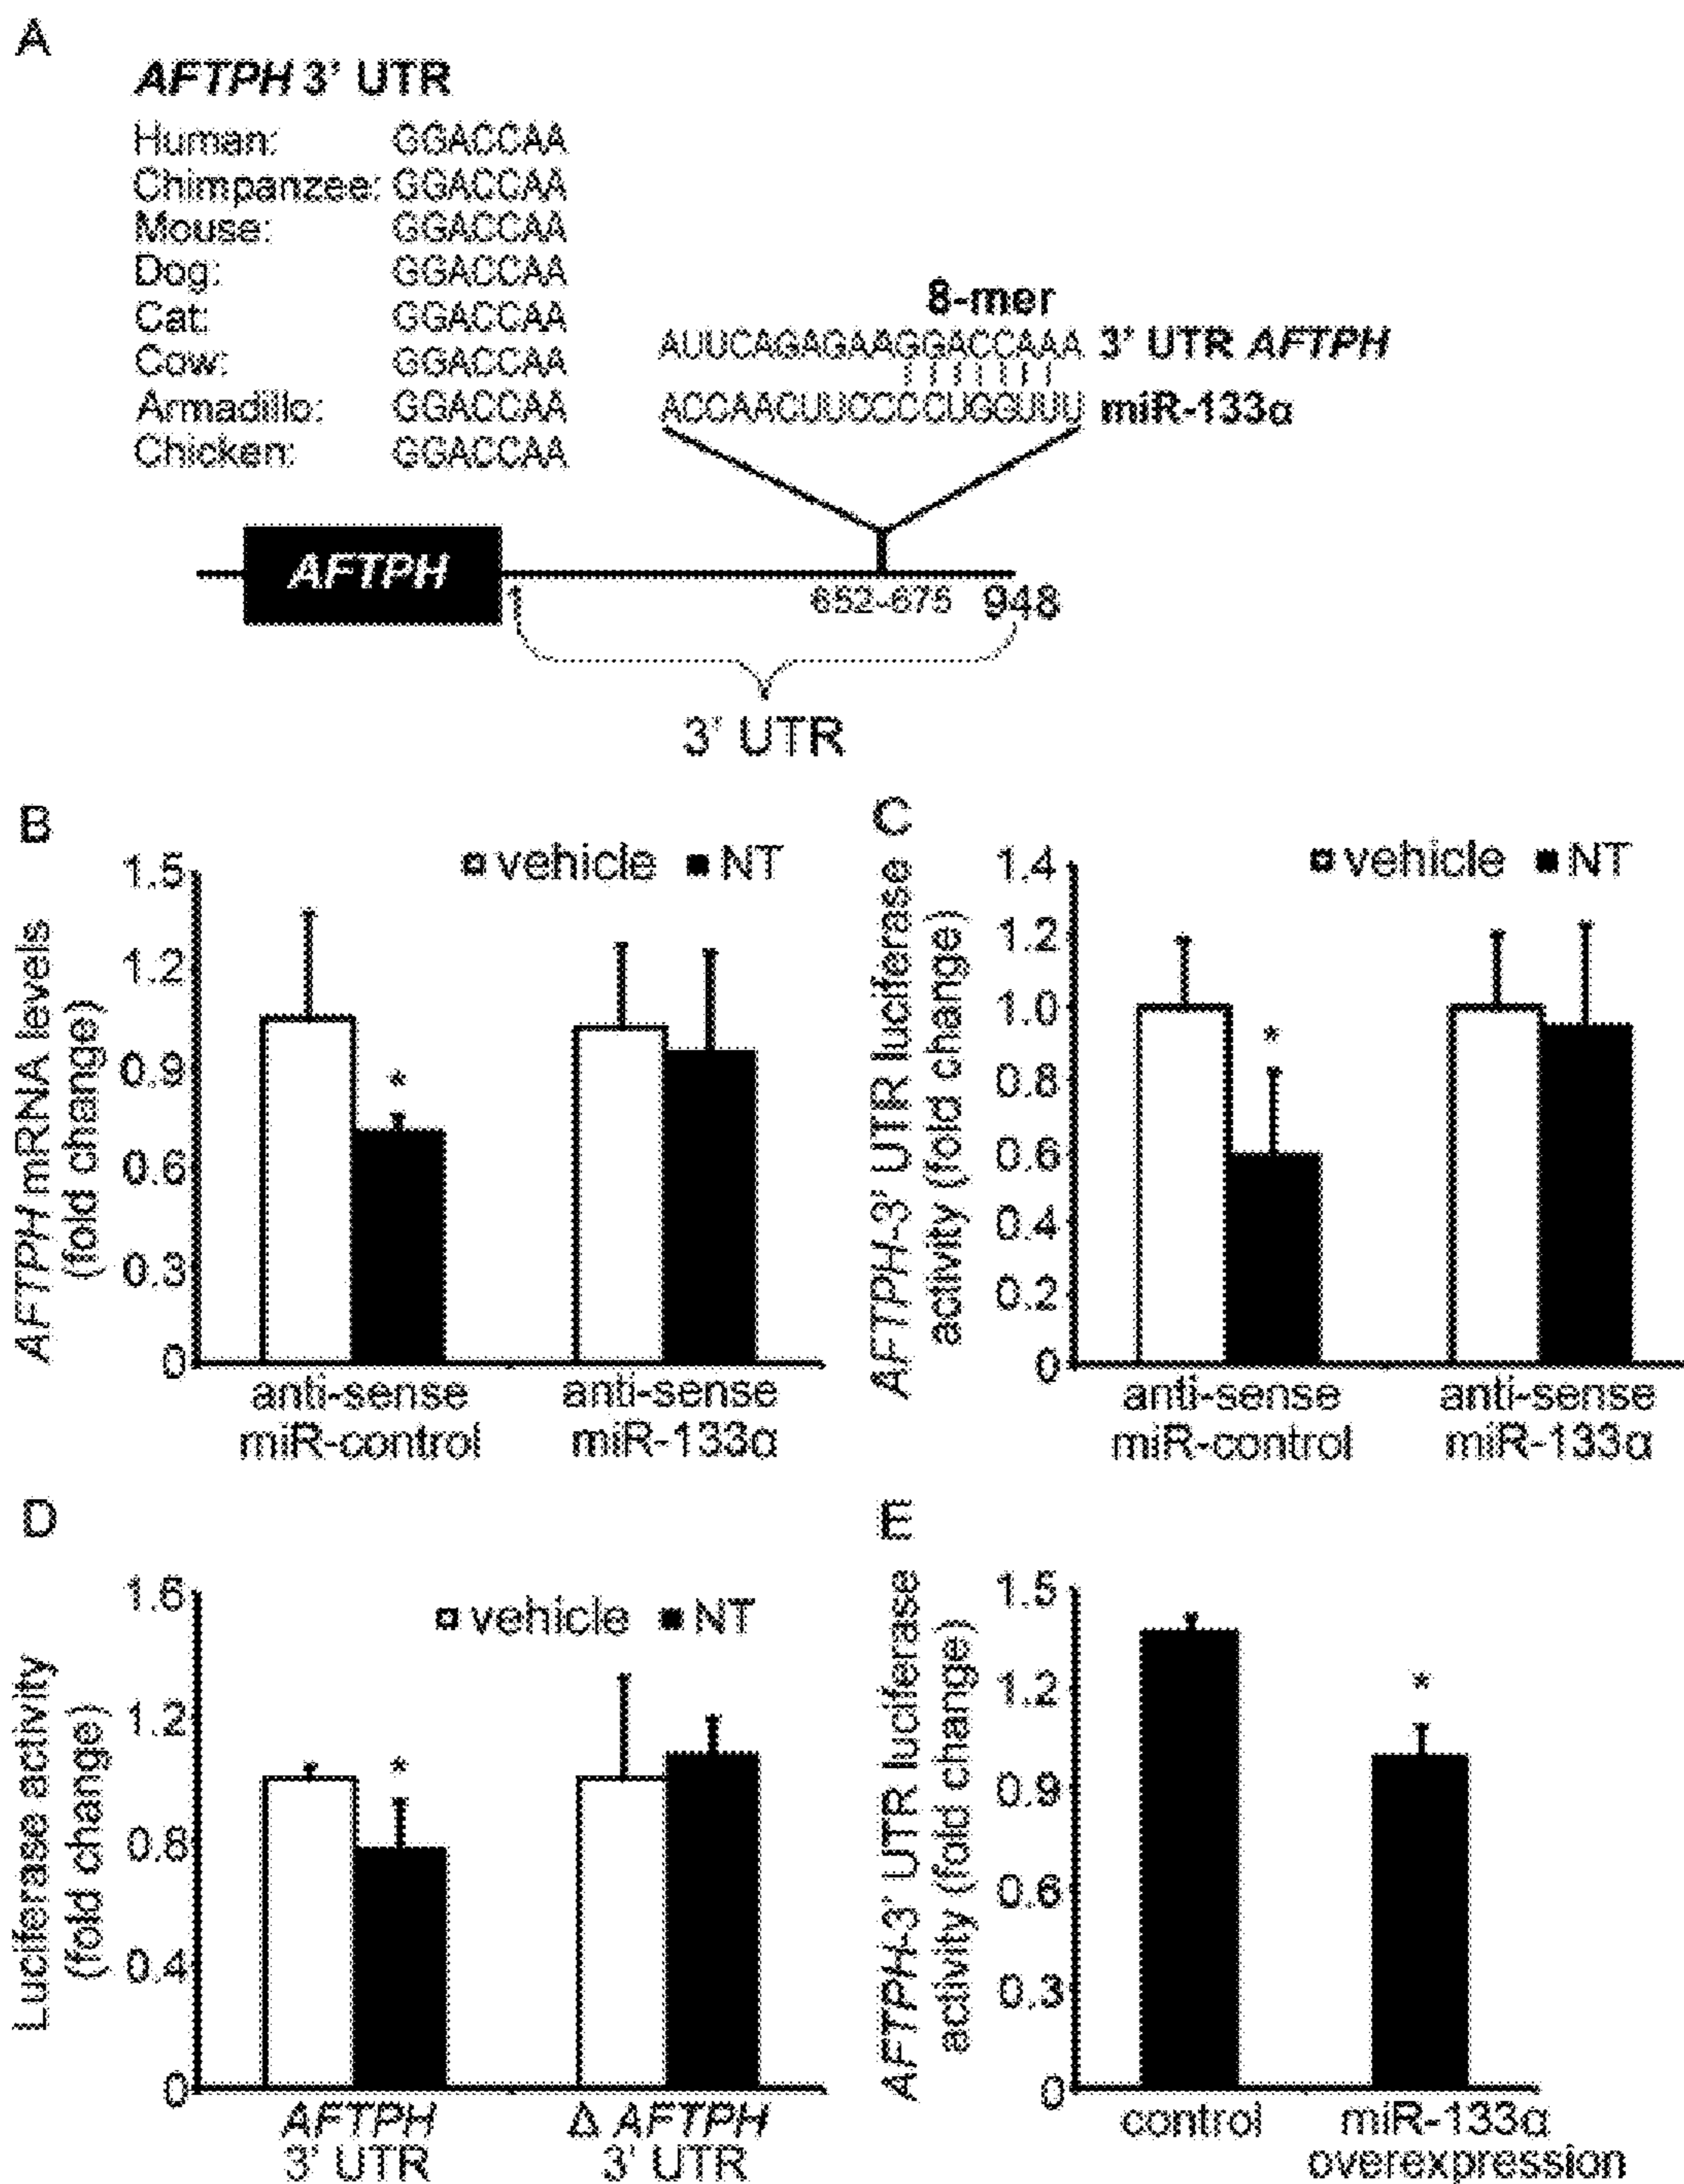 A
AFTPH 3' UTR
Human: GGACCAA
Chimpanzee: GGACCAA
Mouse: GGACCAA
Dog: GGACCAA
Cat: GGACCAA
Cow: GGACCAA
Armadillo: GGACCAA
Chicken: GGACCAA
8-mer
AUUCAGAGAAGGACCAAA 3' UTR AFTPH
ACCAACUUCCCCUGGUUU miR-133α
AFTPH
1
652-675
948
3' UTR
B
vehicle NT
AFTPH mRNA levels
(fold change)
1.5
1.2
0.9
0.6
0.3
0
*
anti-sense
miR-control
anti-sense
miR-133α
C
vehicle NT
AFTPH-3' UTR luciferase
activity (fold change)
1.4
1.2
1.0
0.8
0.6
0.4
0.2
0
*
anti-sense
miR-control
anti-sense
miR-133α
D
vehicle NT
Luciferase activity
(fold change)
1.6
1.2
0.8
0.4
0
*
AFTPH
3' UTR
Δ AFTPH
3' UTR
E
AFTPH-3' UTR luciferase
activity (fold change)
1.5
1.2
0.9
0.6
0.3
0
*
control
miR-133α
overexpression